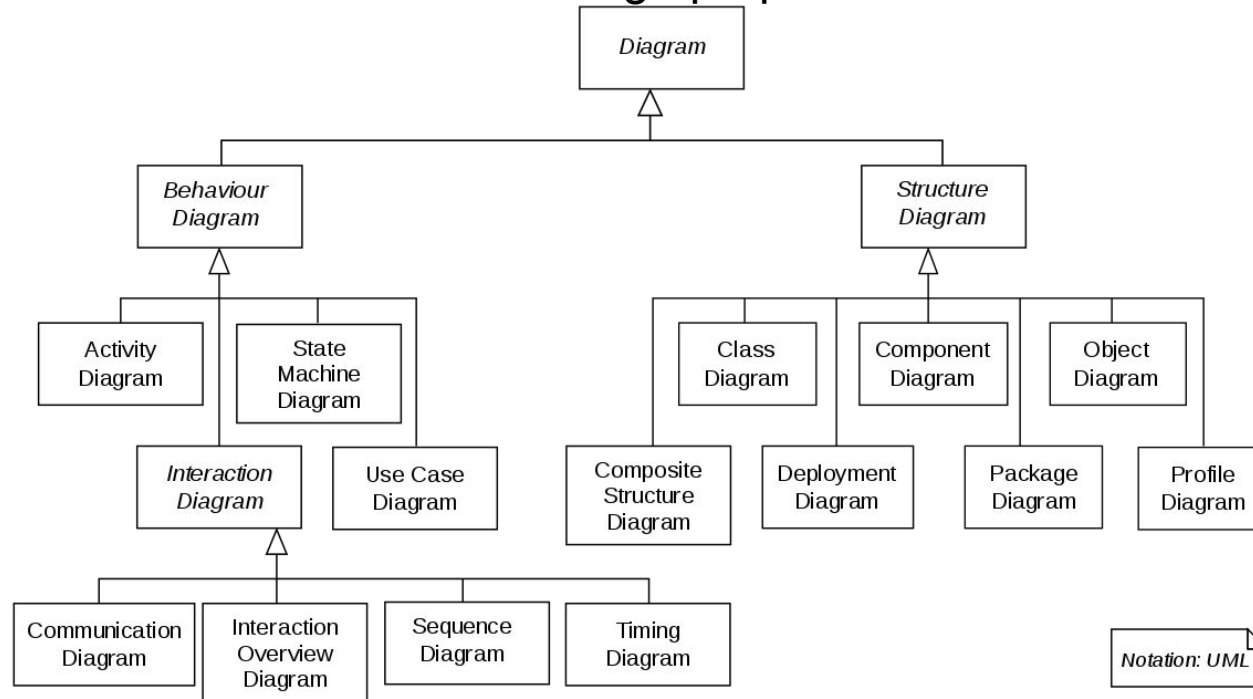 Diagram
Behaviour
Diagram
Structure
Diagram
Activity
Diagram
State
Machine
Diagram
Class
Diagram
Component
Diagram
Object
Diagram
Interaction
Diagram
Use Case
Diagram
Composite
Structure
Diagram
Deployment
Diagram
Package
Diagram
Profile
Diagram
Communication
Diagram
Interaction
Overview
Diagram
Sequence
Diagram
Timing
Diagram
Notation: UML